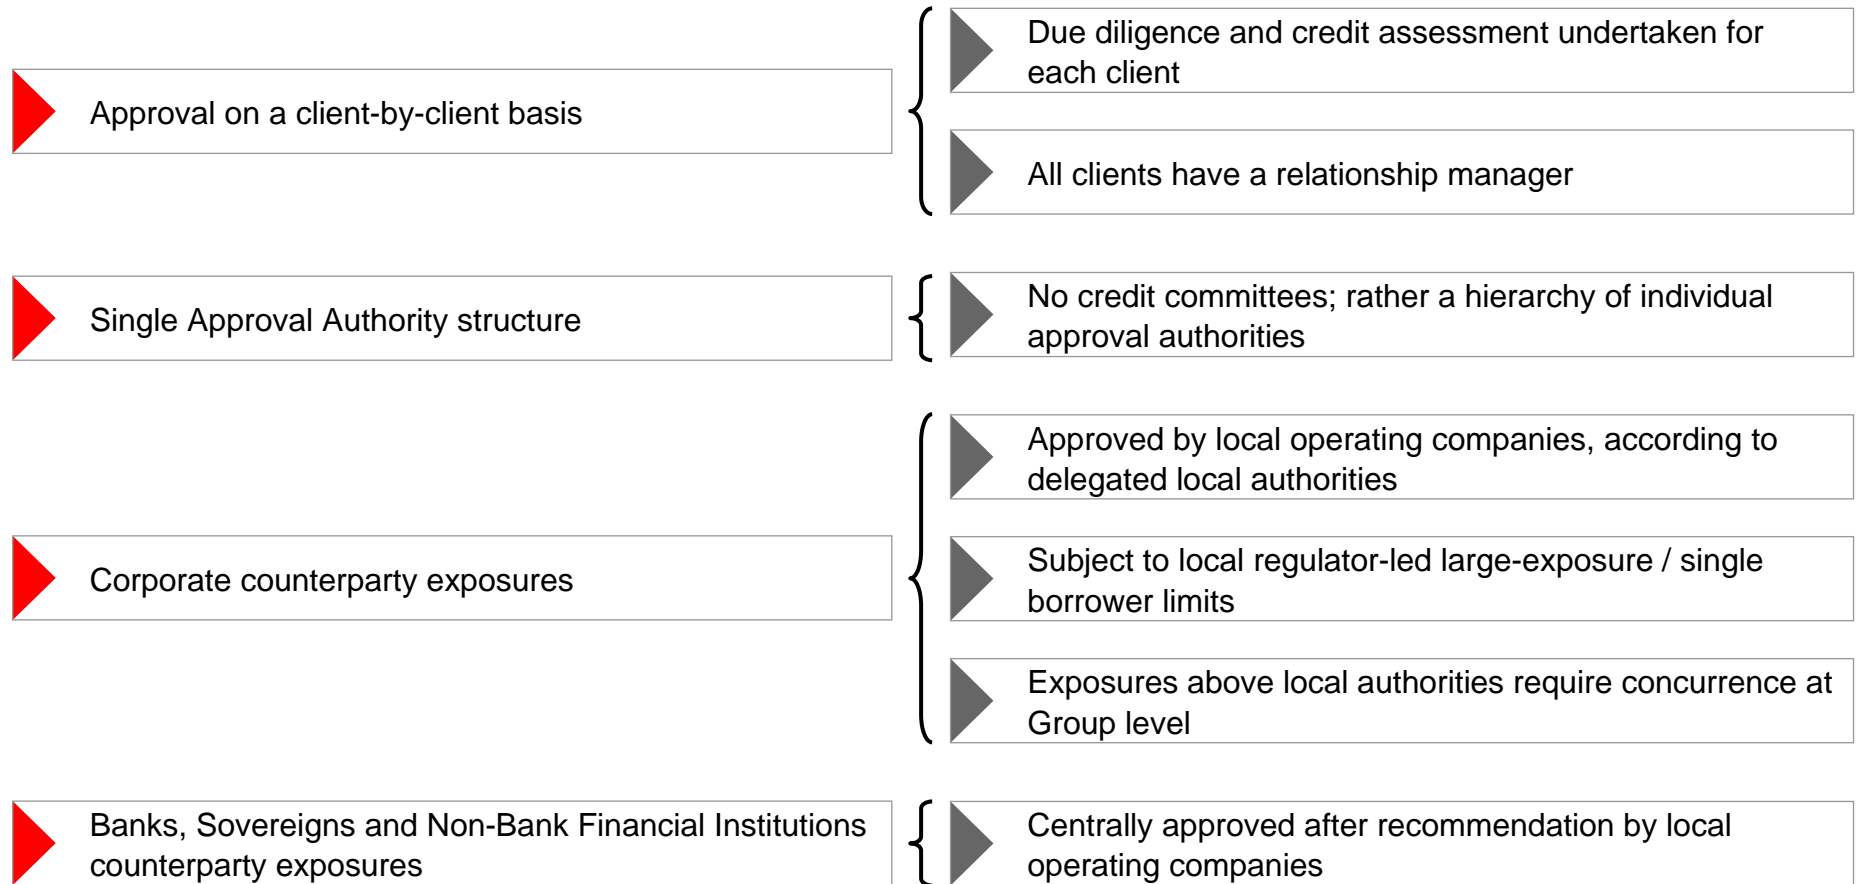 Approval on a client-by-client basis
Due diligence and credit assessment undertaken for
each client
All clients have a relationship manager
Single Approval Authority structure
No credit committees; rather a hierarchy of individual
approval authorities
Corporate counterparty exposures
Approved by local operating companies, according to
delegated local authorities
Subject to local regulator-led large-exposure / single
borrower limits
Exposures above local authorities require concurrence at
Group level
Banks, Sovereigns and Non-Bank Financial Institutions
counterparty exposures
Centrally approved after recommendation by local
operating companies